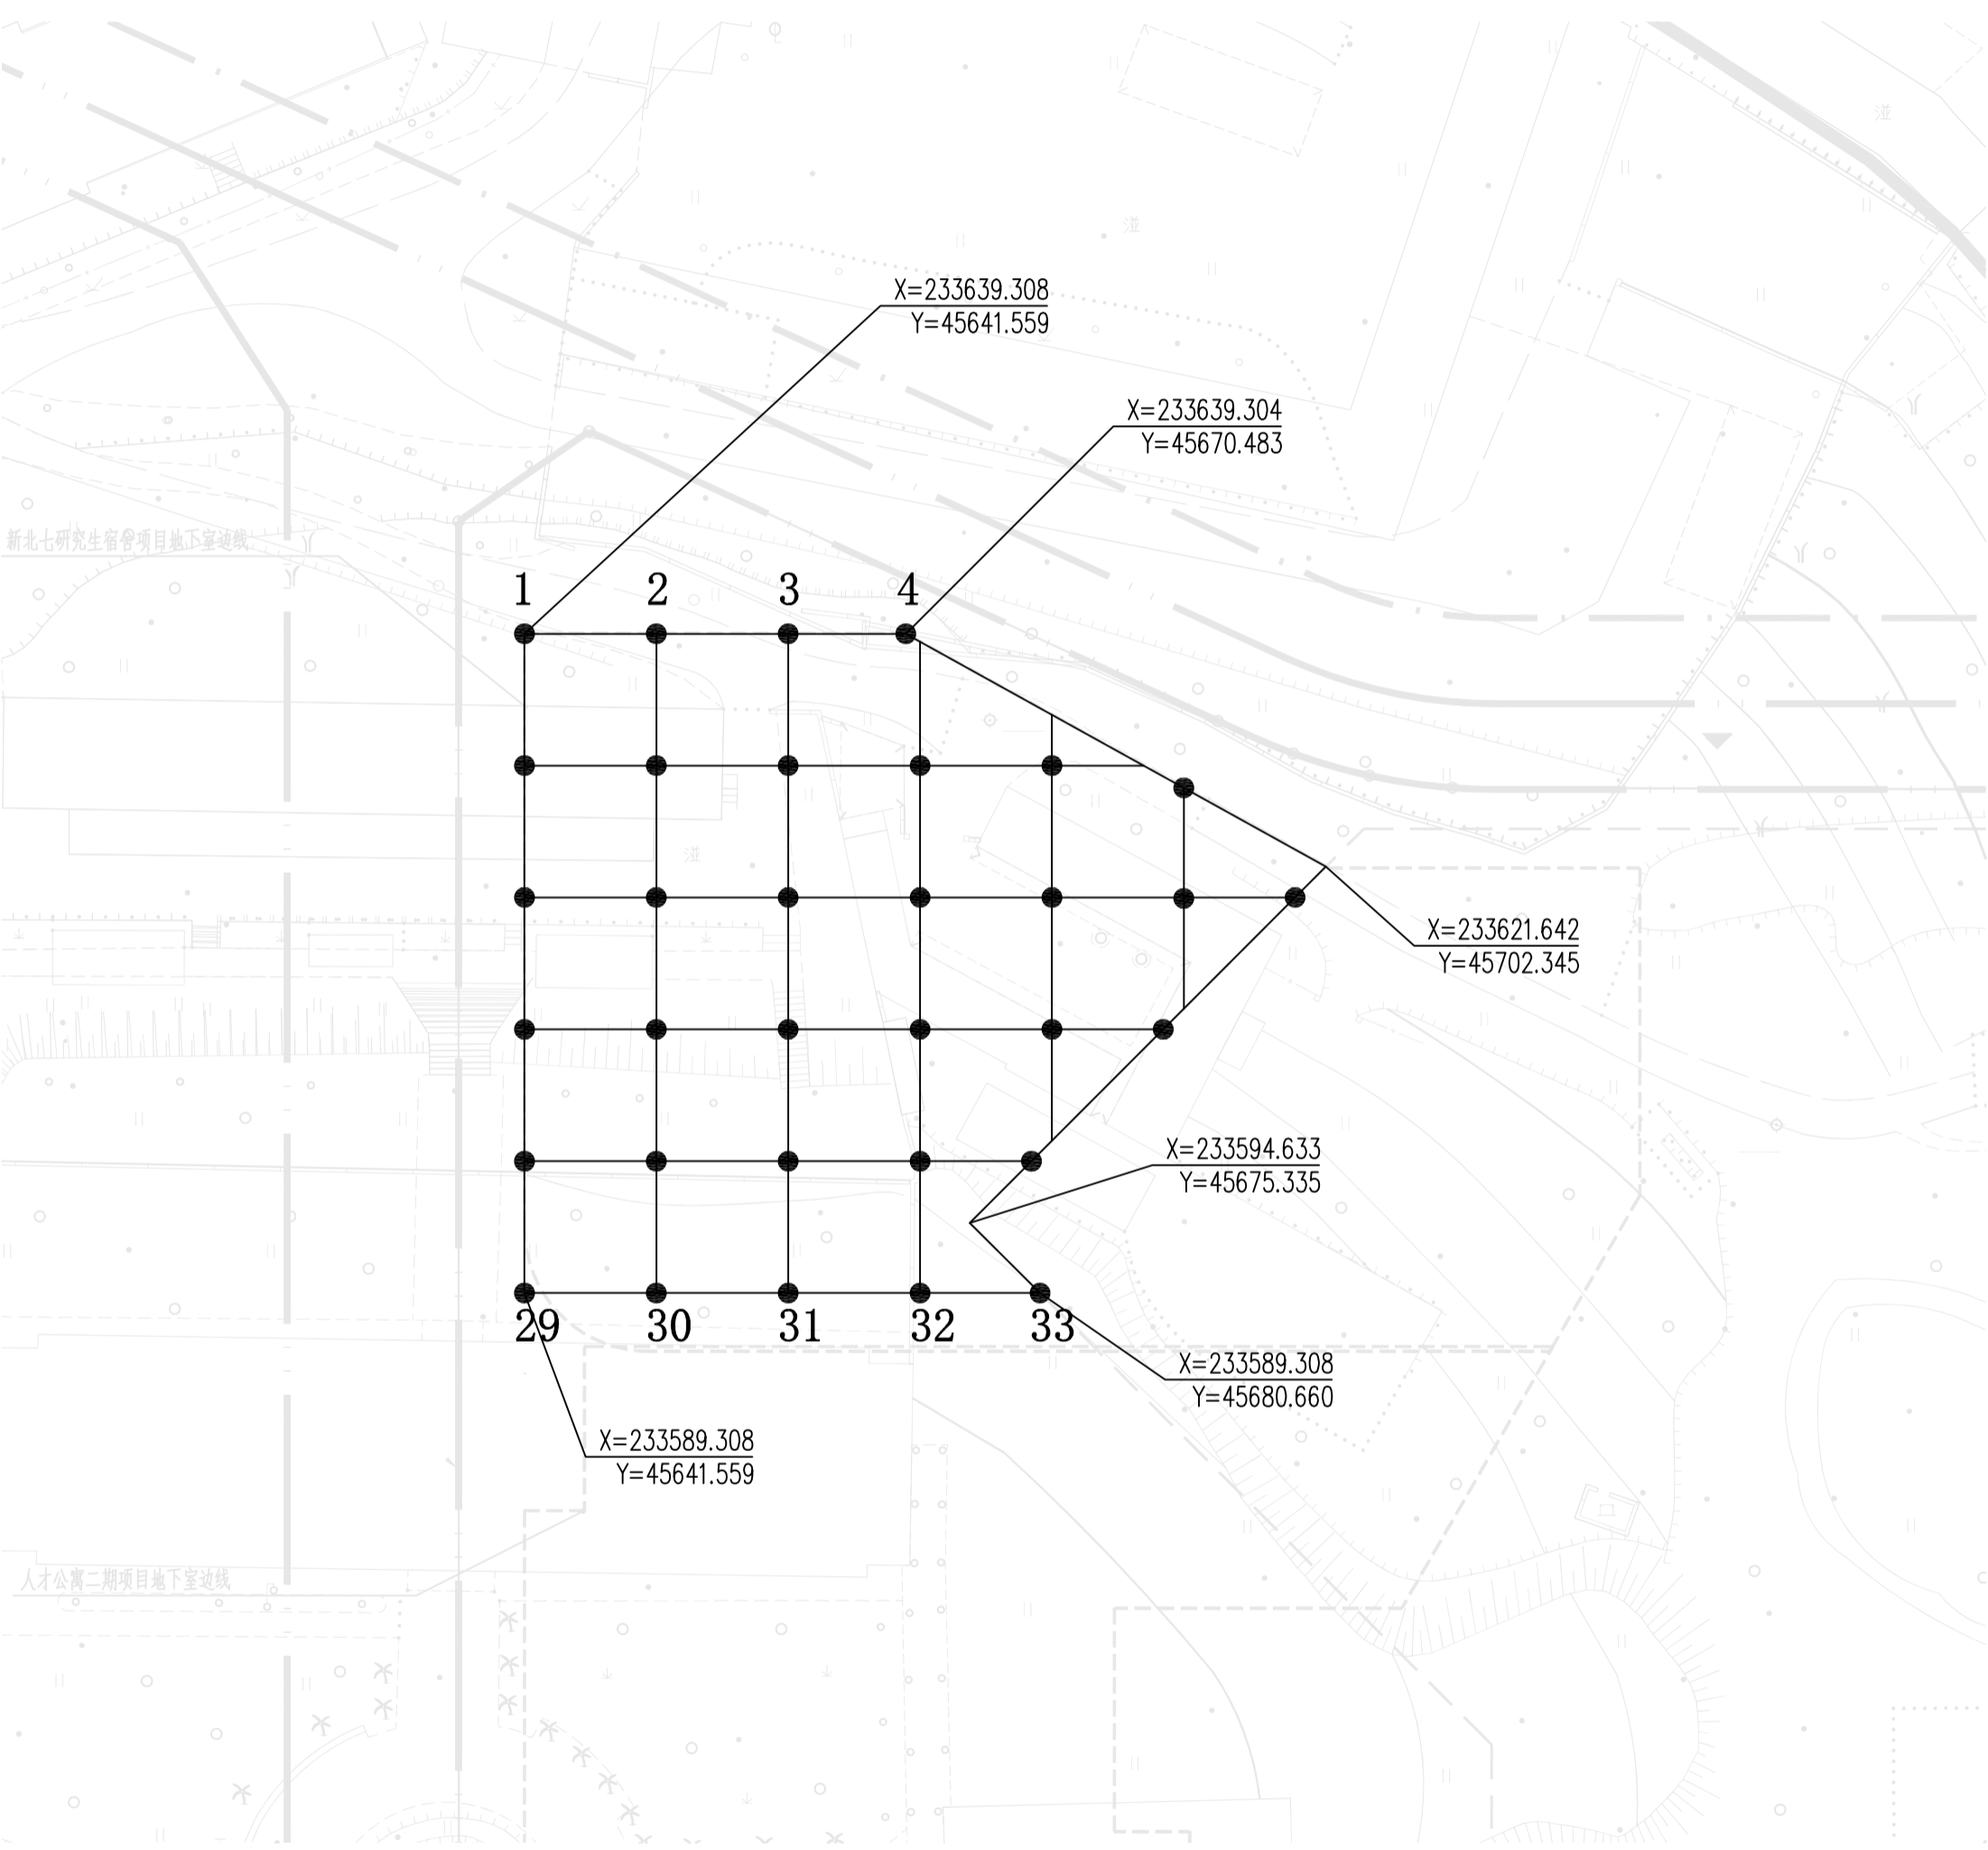 X=233639.308
Y=45641.559
X=233639.304
Y=45670.483
新北七研究生宿舍项目地下室边线
1
2
3
4
湿
湿
湿
X=233621.642
Y=45702.345
X=233594.633
Y=45675.335
29
30
31
32
33
X=233589.308
Y=45680.660
X=233589.308
Y=45641.559
人才公寓二期项目地下室边线